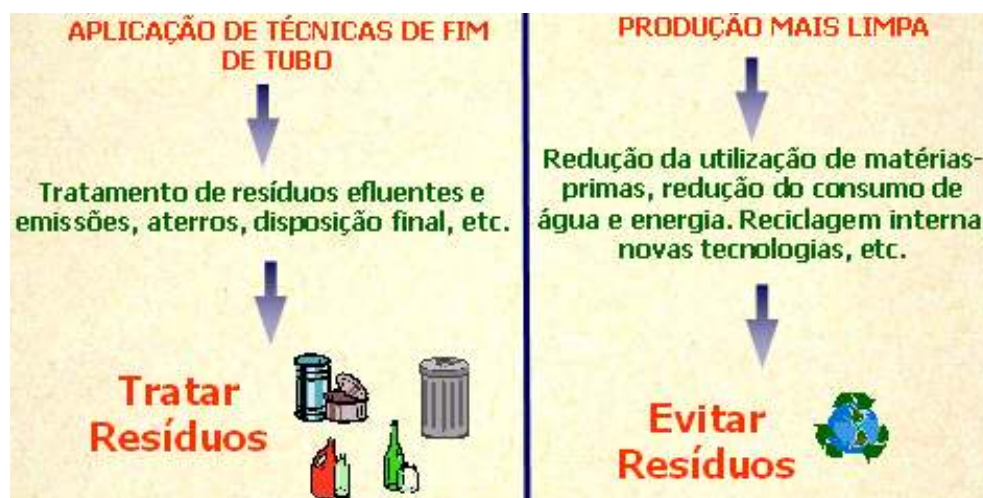 APLICAÇÃO DE TÉCNICAS DE FIM
DE TUBO
Tratamento de resíduos efluentes e
emissões, aterros, disposição final, etc.
Tratar
Resíduos
PRODUÇÃO MAIS LIMPA
Redução da utilização de matérias-
primas, redução do consumo de
água e energia. Reciclagem interna
novas tecnologias, etc.
Evitar
Resíduos